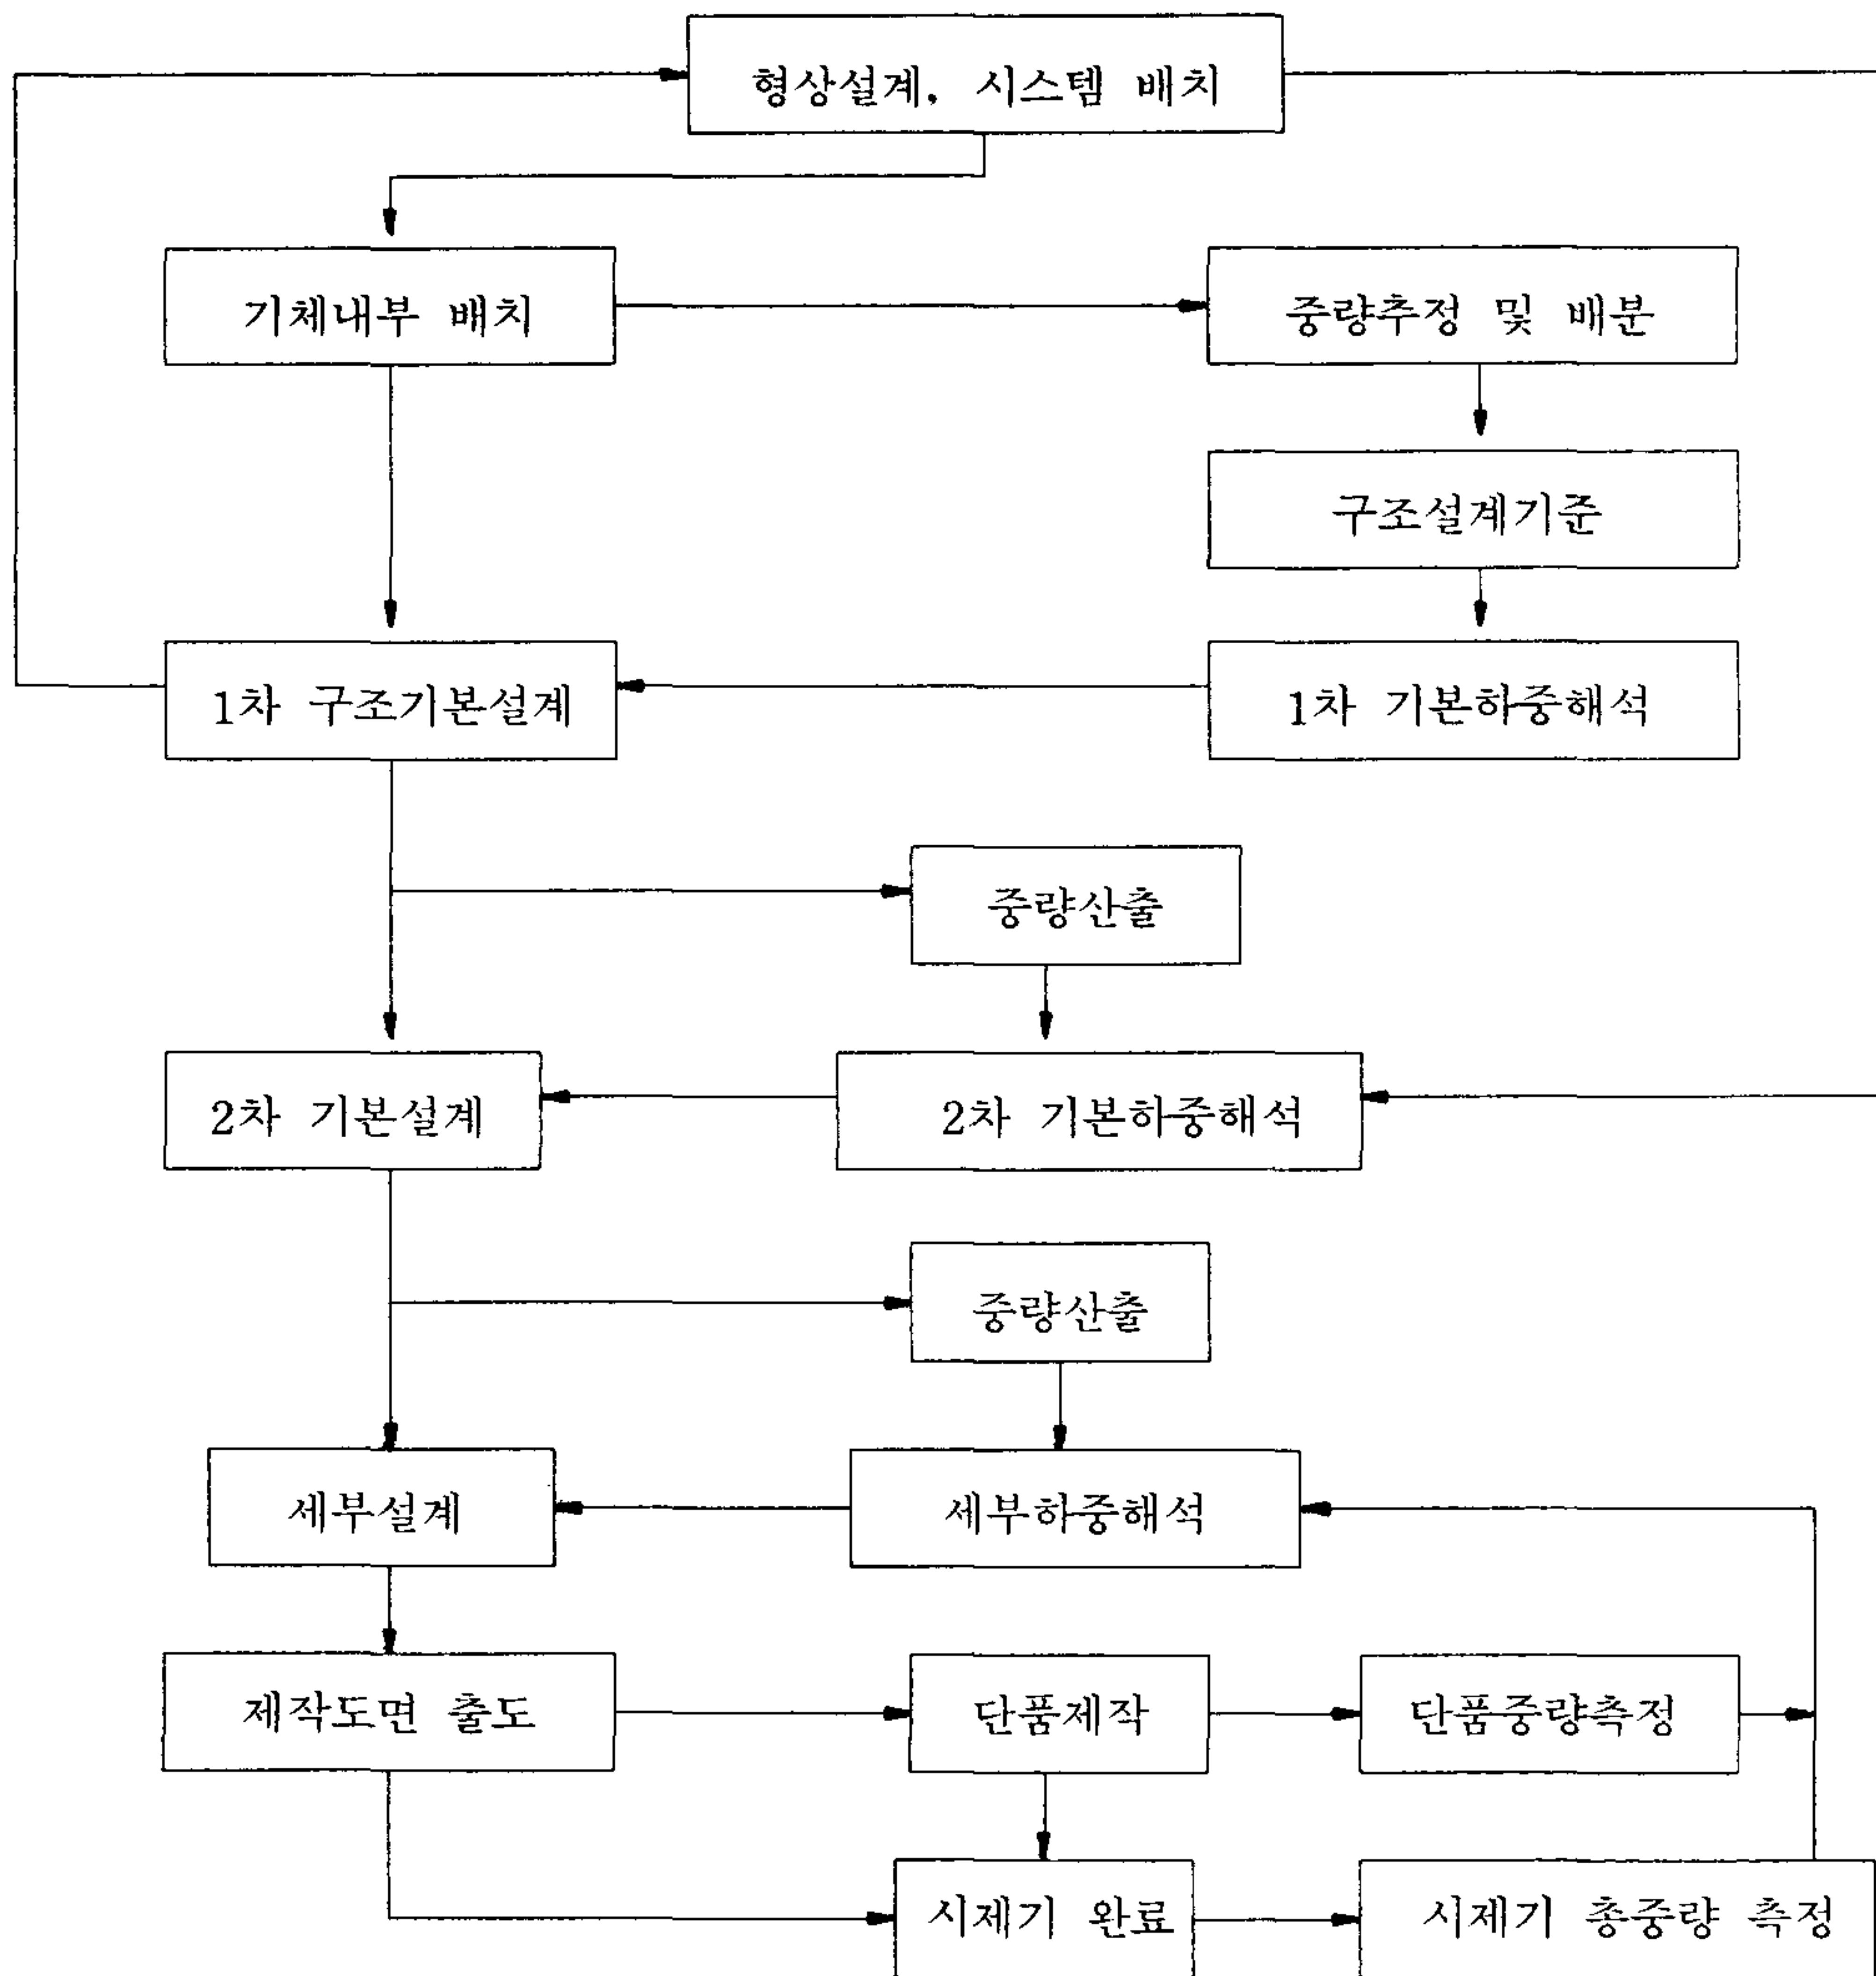 형상설계, 시스템 배치
기체내부 배치
중량추정 및 배분
구조설계기준
1차 구조기본설계
1차 기본하중해석
중량산출
2차 기본설계
2차 기본하중해석
중량산출
세부설계
세부하중해석
제작도면 출도
단품제작
단품중량측정
시제기 완료
시제기 총중량 측정